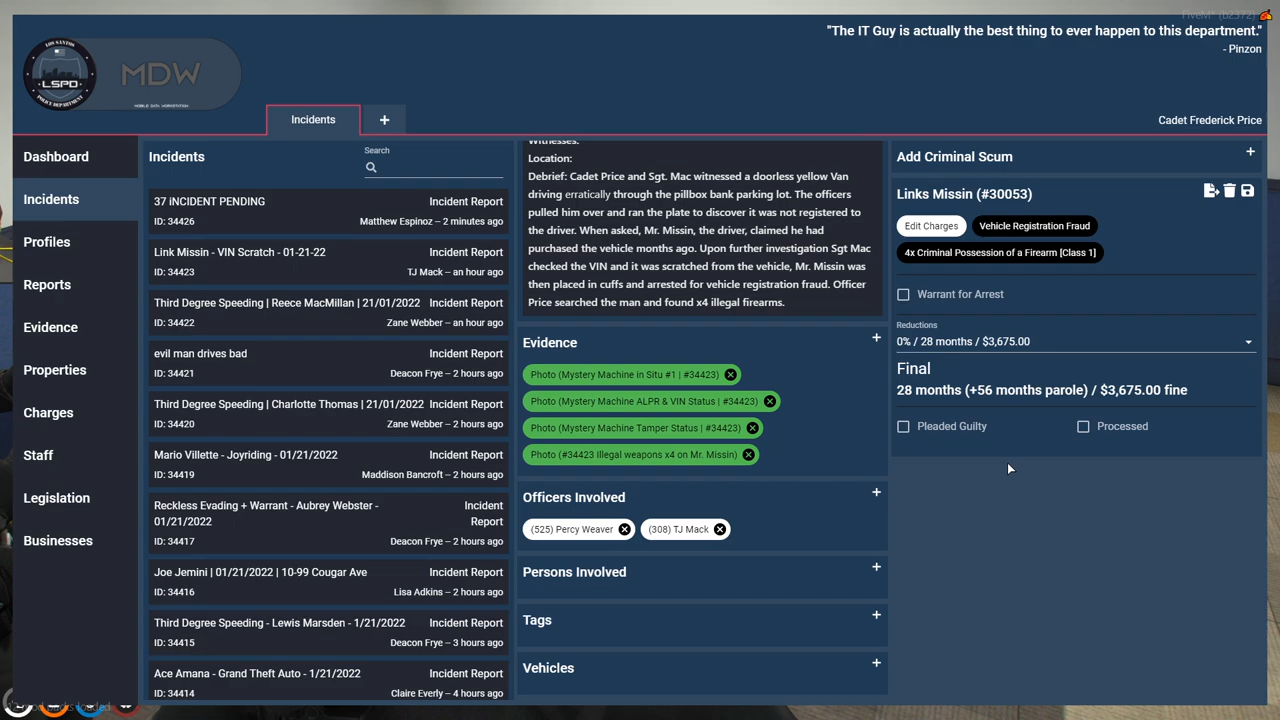 FiveM® (b2372)
"The IT Guy is actually the best thing to ever happen to this department."
- Pinzon
LOS SANTOS
LSPD
POLICE DEPARTMENT
MDW
MOBILE DATA WORKSTATION
Incidents
+
Cadet Frederick Price
Dashboard
Incidents
Profiles
Reports
Evidence
Properties
Charges
Staff
Legislation
Businesses
Incidents
Search
37 iNCIDENT PENDING
Incident Report
ID: 34426
Matthew Espinoz – 2 minutes ago
Link Missin - VIN Scratch - 01-21-22
Incident Report
ID: 34423
TJ Mack – an hour ago
Third Degree Speeding | Reece MacMillan | 21/01/2022
Incident Report
ID: 34422
Zane Webber – an hour ago
evil man drives bad
Incident Report
ID: 34421
Deacon Frye – 2 hours ago
Third Degree Speeding | Charlotte Thomas | 21/01/2022
Incident Report
ID: 34420
Zane Webber – 2 hours ago
Mario Villette - Joyriding - 01/21/2022
Incident Report
ID: 34419
Maddison Bancroft – 2 hours ago
Reckless Evading + Warrant - Aubrey Webster -
01/21/2022
Incident
Report
ID: 34417
Deacon Frye – 2 hours ago
Joe Jemini | 01/21/2022 | 10-99 Cougar Ave
Incident Report
ID: 34416
Lisa Adkins – 2 hours ago
Third Degree Speeding - Lewis Marsden - 1/21/2022
Incident Report
ID: 34415
Deacon Frye – 3 hours ago
Ace Amana - Grand Theft Auto - 1/21/2022
Incident Report
ID: 34414
Claire Everly – 4 hours ago
Witnesses:
Location:
Debrief: Cadet Price and Sgt. Mac witnessed a doorless yellow Van
driving erratically through the pillbox bank parking lot. The officers
pulled him over and ran the plate to discover it was not registered to
the driver. When asked, Mr. Missin, the driver, claimed he had
purchased the vehicle months ago. Upon further investigation Sgt Mac
checked the VIN and it was scratched from the vehicle, Mr. Missin was
then placed in cuffs and arrested for vehicle registration fraud. Officer
Price searched the man and found x4 illegal firearms.
Evidence
+
Photo (Mystery Machine in Situ #1 | #34423)
Photo (Mystery Machine ALPR & VIN Status | #34423)
Photo (Mystery Machine Tamper Status | #34423)
Photo (#34423 Illegal weapons x4 on Mr. Missin)
Officers Involved
+
(525) Percy Weaver
(308) TJ Mack
Persons Involved
+
Tags
+
Vehicles
+
Add Criminal Scum
+
Links Missin (#30053)
Edit Charges
Vehicle Registration Fraud
4x Criminal Possession of a Firearm [Class 1]
Warrant for Arrest
Reductions
0% / 28 months / $3,675.00
Final
28 months (+56 months parole) / $3,675.00 fine
Pleaded Guilty
Processed
packs loaded